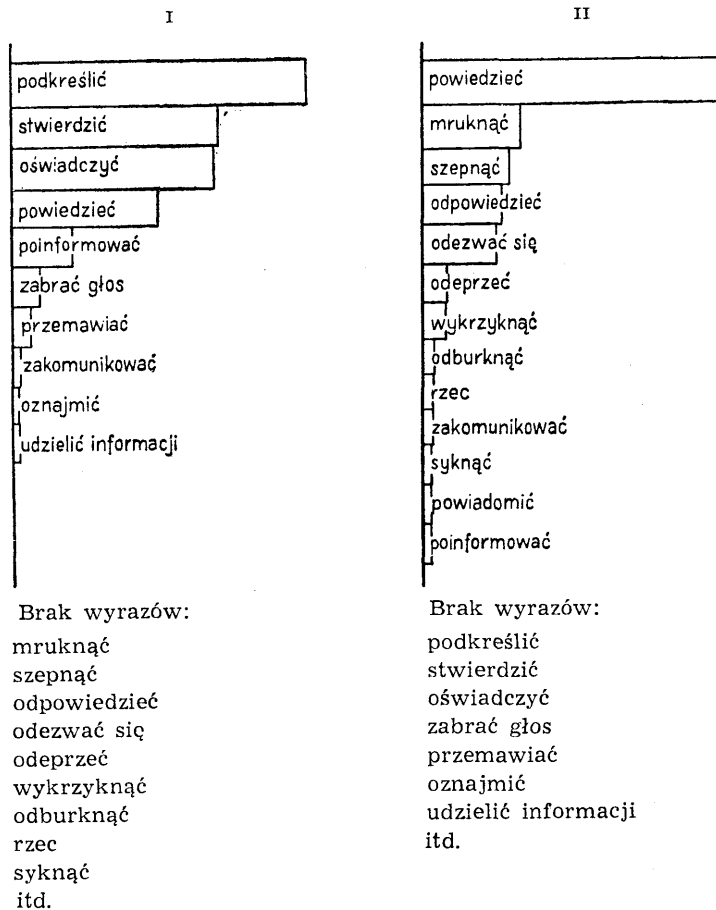 I
podkreślić
stwierdzić
oświadczyć
powiedzieć
poinformować
zabrać głos
przemawiać
zakomunikować
oznajmić
udzielić informacji
Brak wyrazów:
mruknąć
szepnąć
odpowiedzieć
odezwać się
odeprzeć
wykrzyknąć
odburknąć
rzec
syknąć
itd.
II
powiedzieć
mruknąć
szepnąć
odpowiedzieć
odezwać się
odeprzeć
wykrzyknąć
odburknąć
rzec
zakomunikować
syknąć
powiadomić
poinformować
Brak wyrazów:
podkreślić
stwierdzić
oświadczyć
zabrać głos
przemawiać
oznajmić
udzielić informacji
itd.